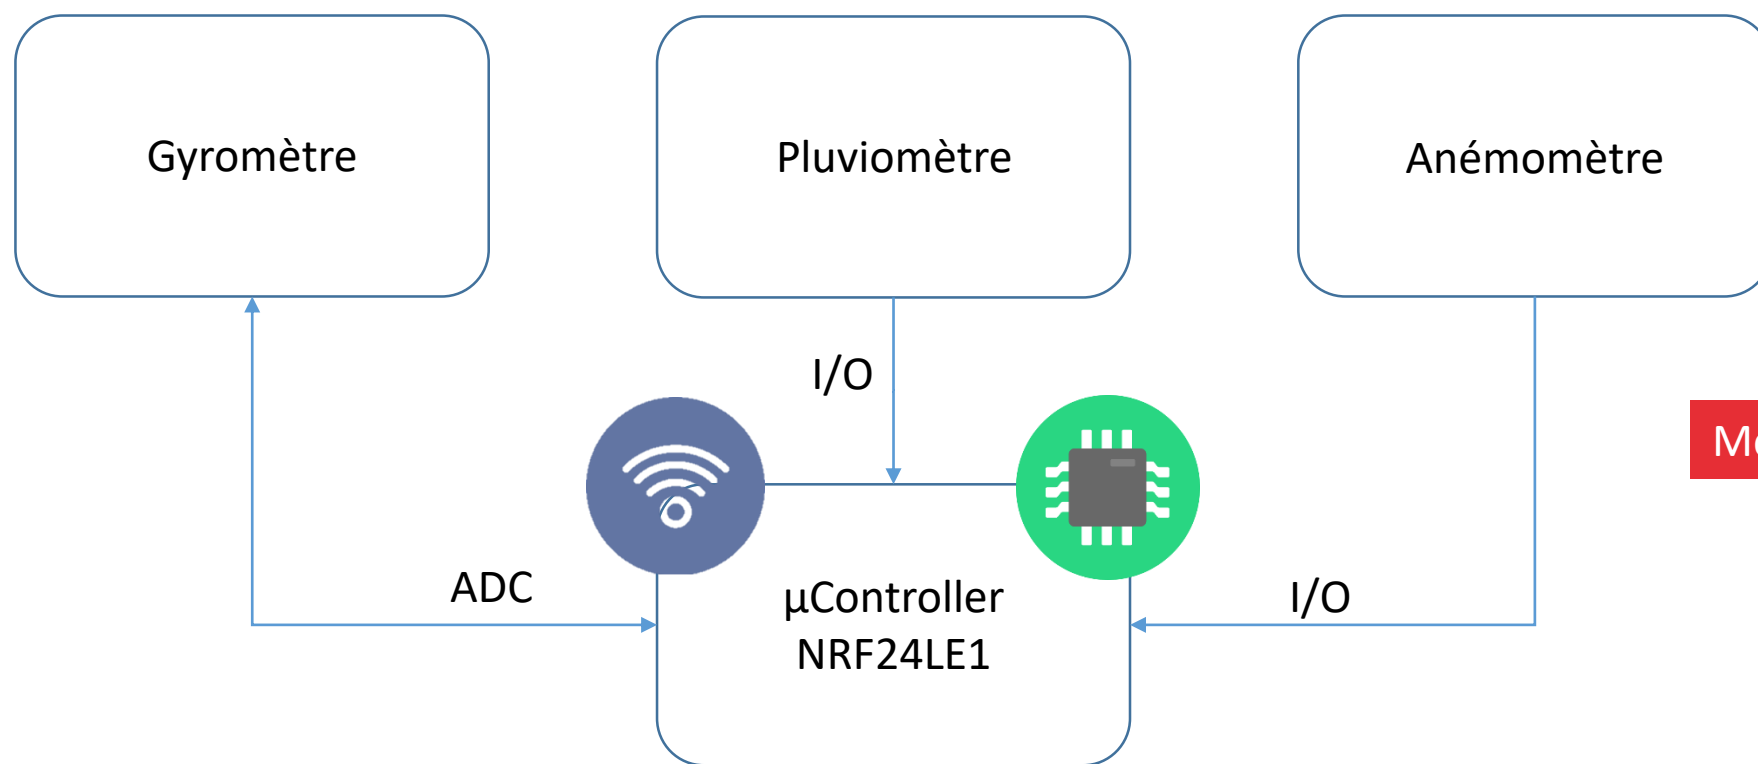 Gyromètre
Pluviomètre
Anémomètre
I/O
ADC
I/O
µController
NRF24LE1